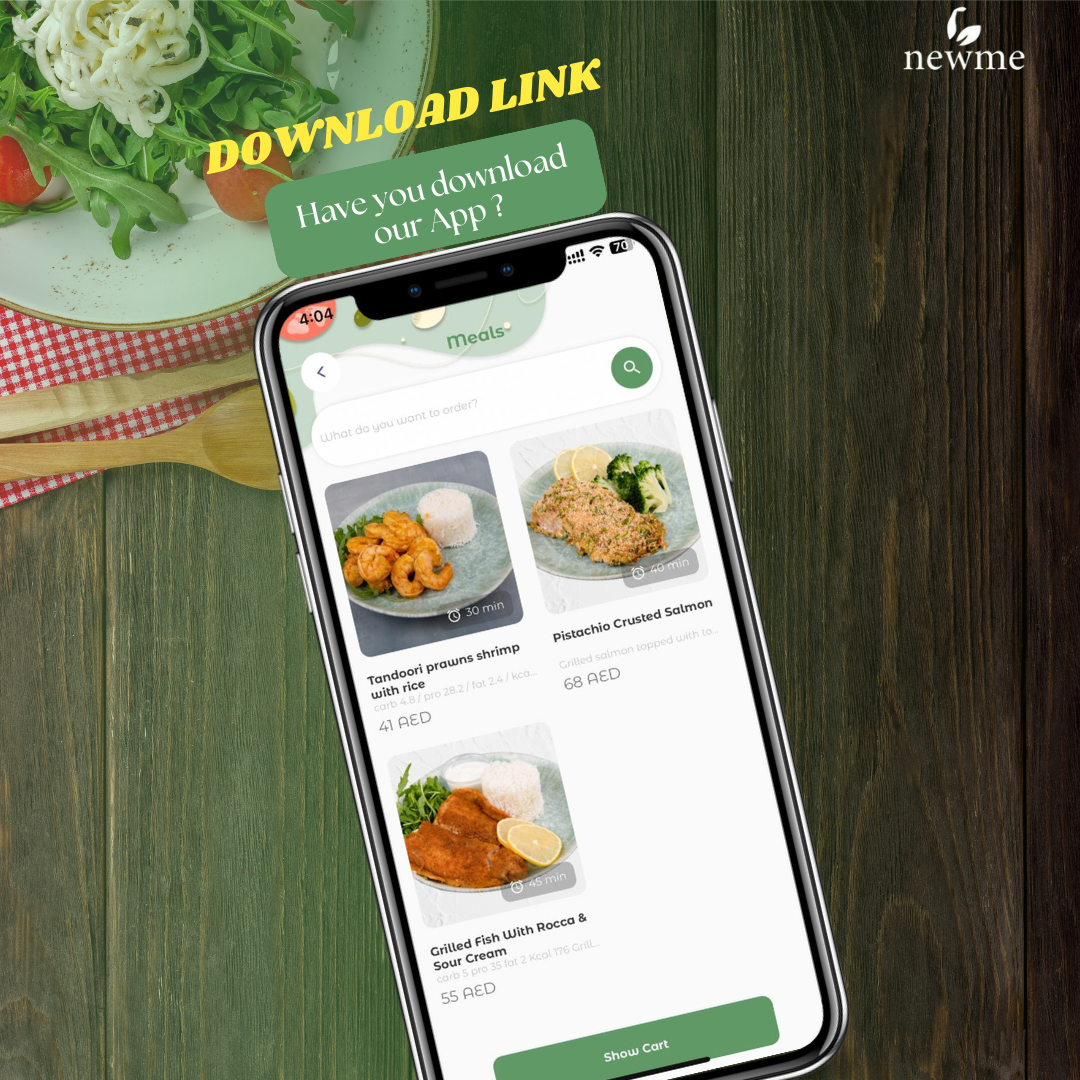 newme
DOWNLOAD LINK
Have you download
our App ?
4:04
70
Meals
What do you want to order?
30 min
40 min
Tandoori prawns shrimp
with rice
carb 4.8 / pro 28.2 / fat 2.4 / kca...
41 AED
Pistachio Crusted Salmon
Grilled salmon topped with to...
68 AED
45 min
Grilled Fish With Rocca &
Sour Cream
carb 5 pro 35 fat 2 Kcal 176 Grill...
55 AED
Show Cart